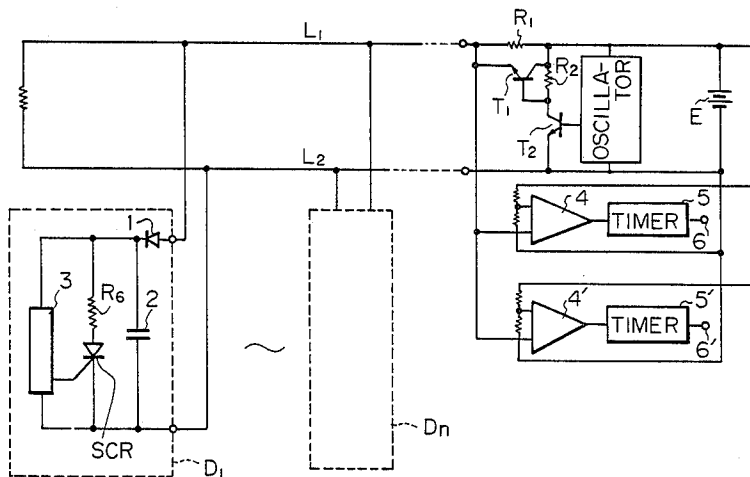 R1
L1
R2
T1
T2
OSCILLA-
TOR
E
L2
4
5
TIMER
6
1
3
R6
2
4'
5'
TIMER
6'
~
SCR
D1
Dn